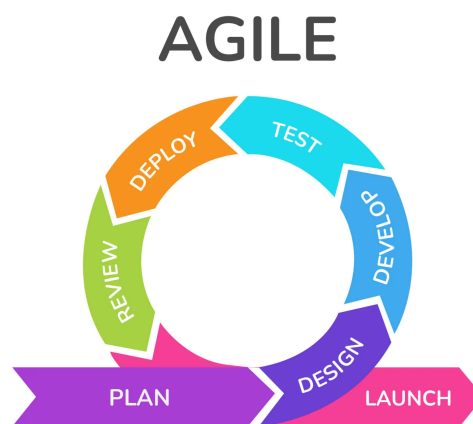 AGILE
PLAN
DESIGN
DEVELOP
TEST
DEPLOY
REVIEW
LAUNCH